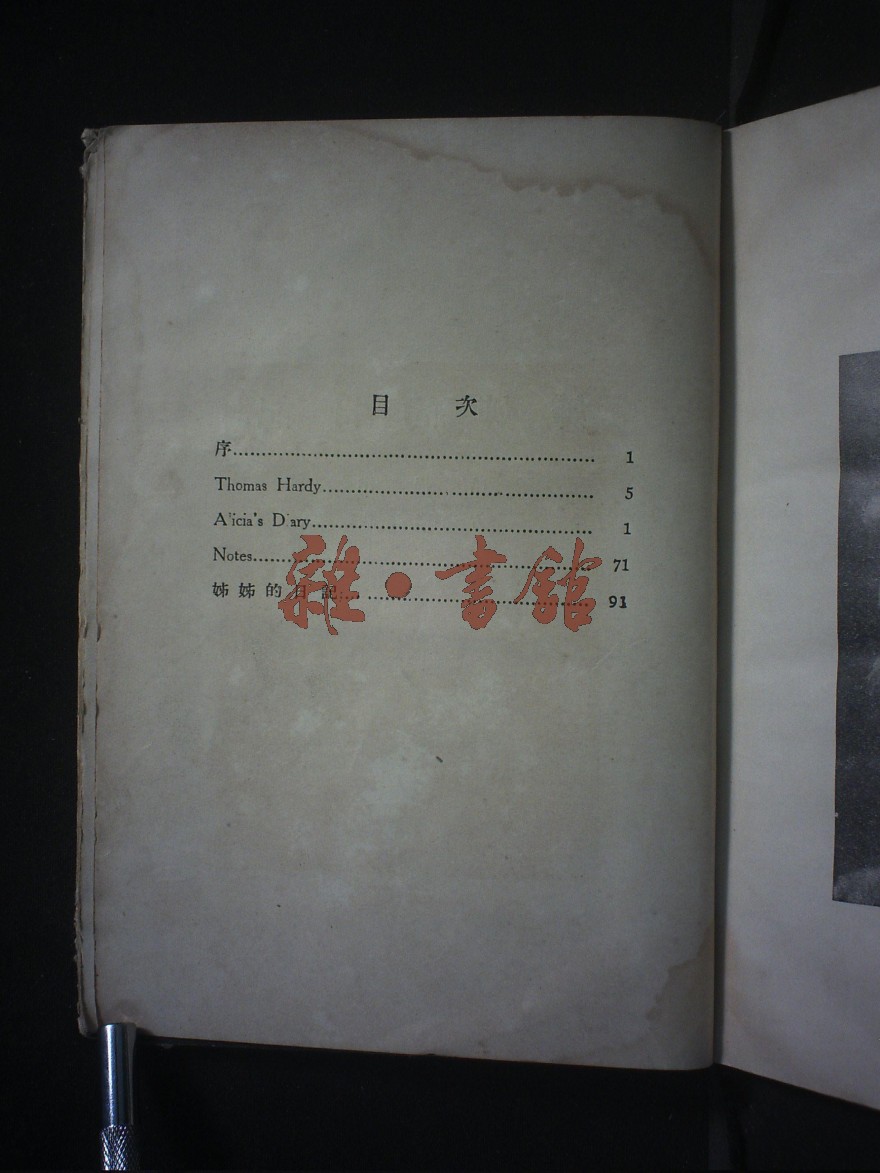 目 次
序 1
Thomas Hardy 5
Alicia's Diary 1
Notes 71
姊姊的日記 91
雜·書館